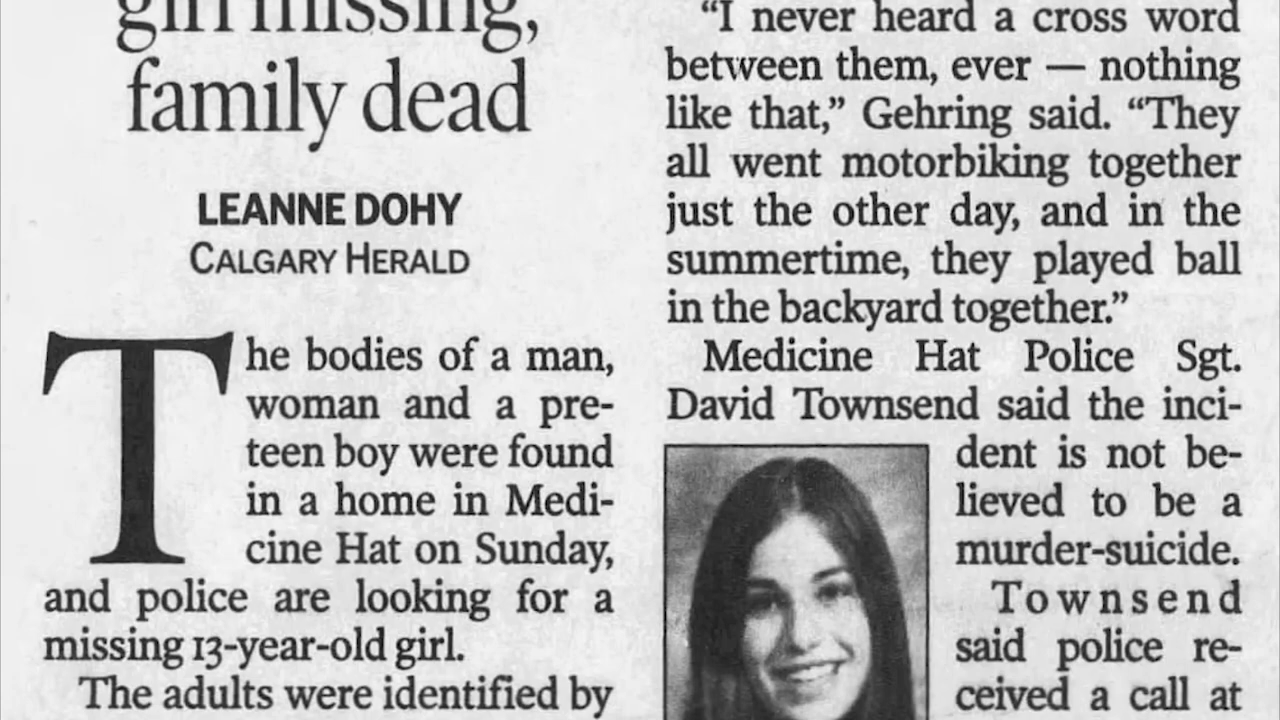 girl missing,
family dead
LEANNE DOHY
CALGARY HERALD
The bodies of a man,
woman and a pre-
teen boy were found
in a home in Medi-
cine Hat on Sunday,
and police are looking for a
missing 13-year-old girl.
The adults were identified by
“I never heard a cross word
between them, ever — nothing
like that,” Gehring said. “They
all went motorbiking together
just the other day, and in the
summertime, they played ball
in the backyard together.”
Medicine Hat Police Sgt.
David Townsend said the inci-
dent is not be-
lieved to be a
murder-suicide.
Townsend
said police re-
ceived a call at